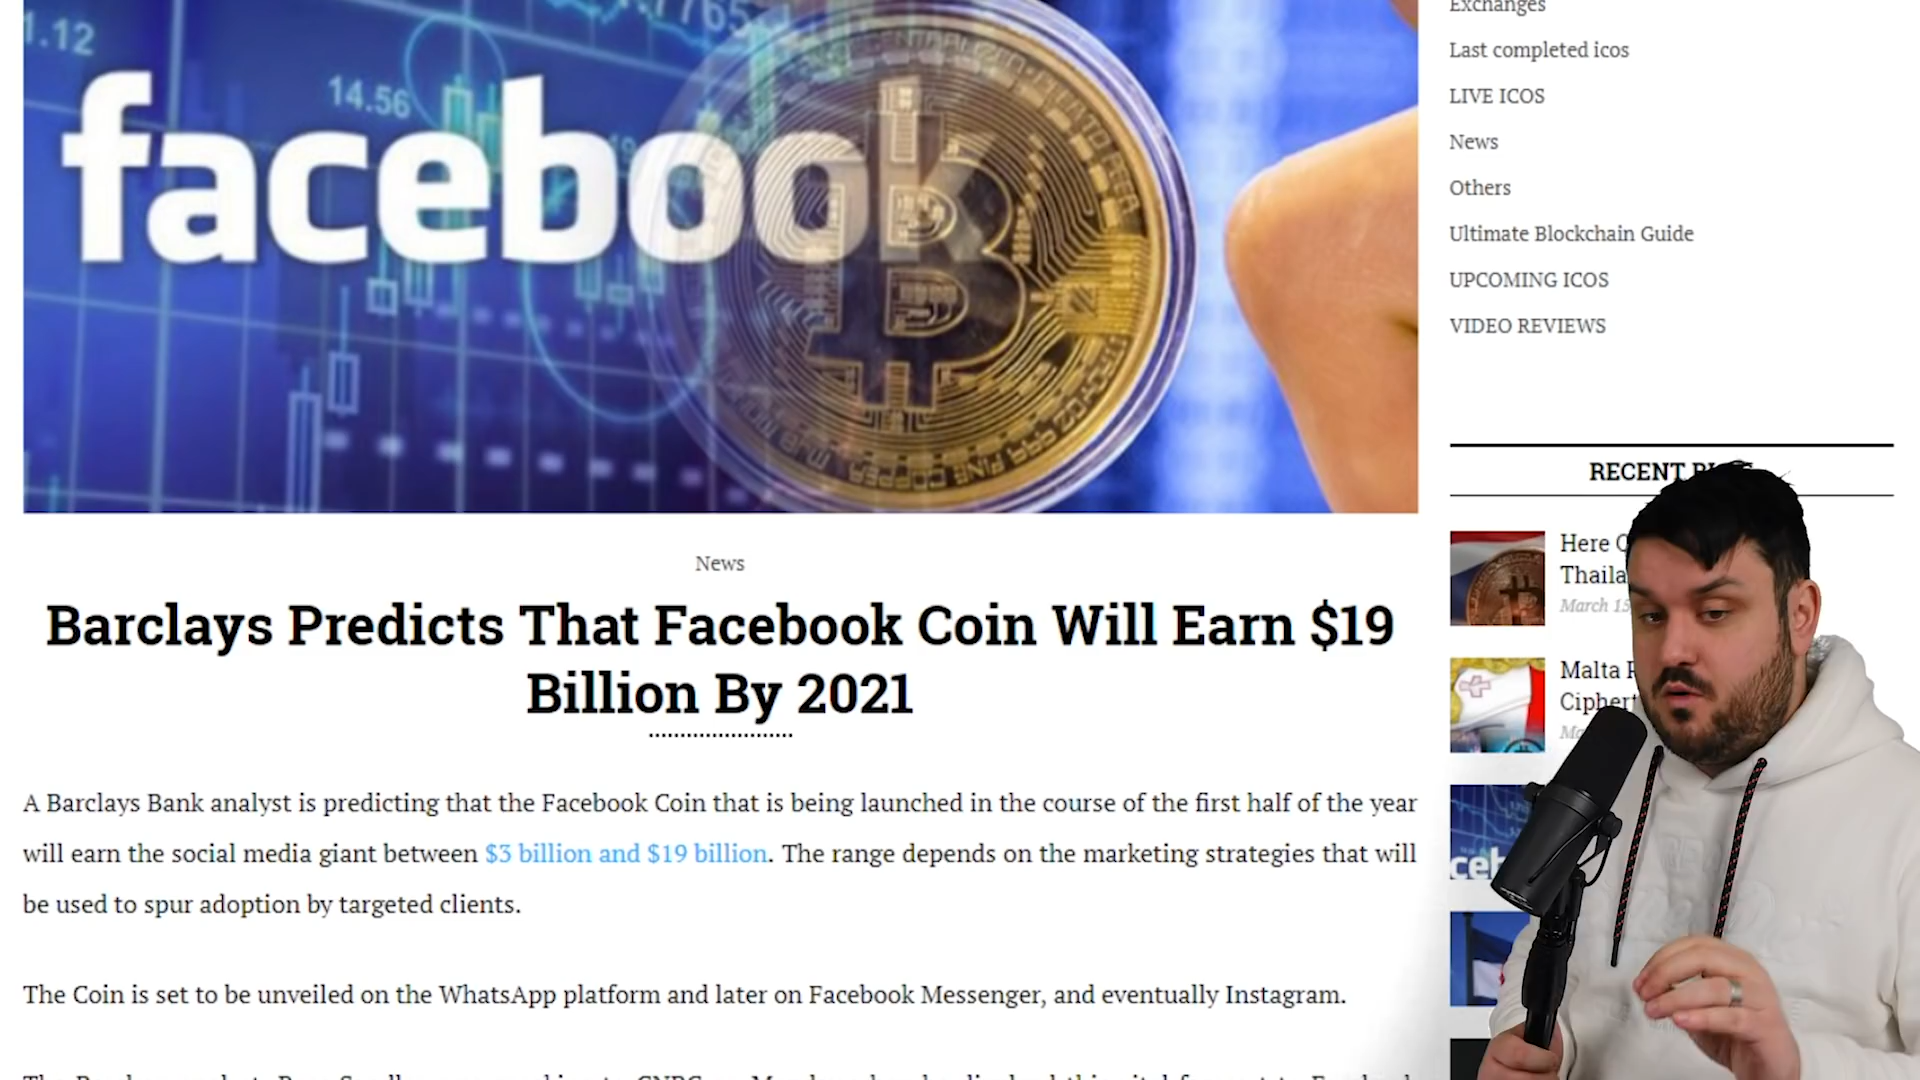 1.12
14.56
facebook
News
Barclays Predicts That Facebook Coin Will Earn $19
Billion By 2021
A Barclays Bank analyst is predicting that the Facebook Coin that is being launched in the course of the first half of the year
will earn the social media giant between $3 billion and $19 billion. The range depends on the marketing strategies that will
be used to spur adoption by targeted clients.
The Coin is set to be unveiled on the WhatsApp platform and later on Facebook Messenger, and eventually Instagram.
Exchanges
Last completed icos
LIVE ICOS
News
Others
Ultimate Blockchain Guide
UPCOMING ICOS
VIDEO REVIEWS
RECENT
Here
March 15
Malta